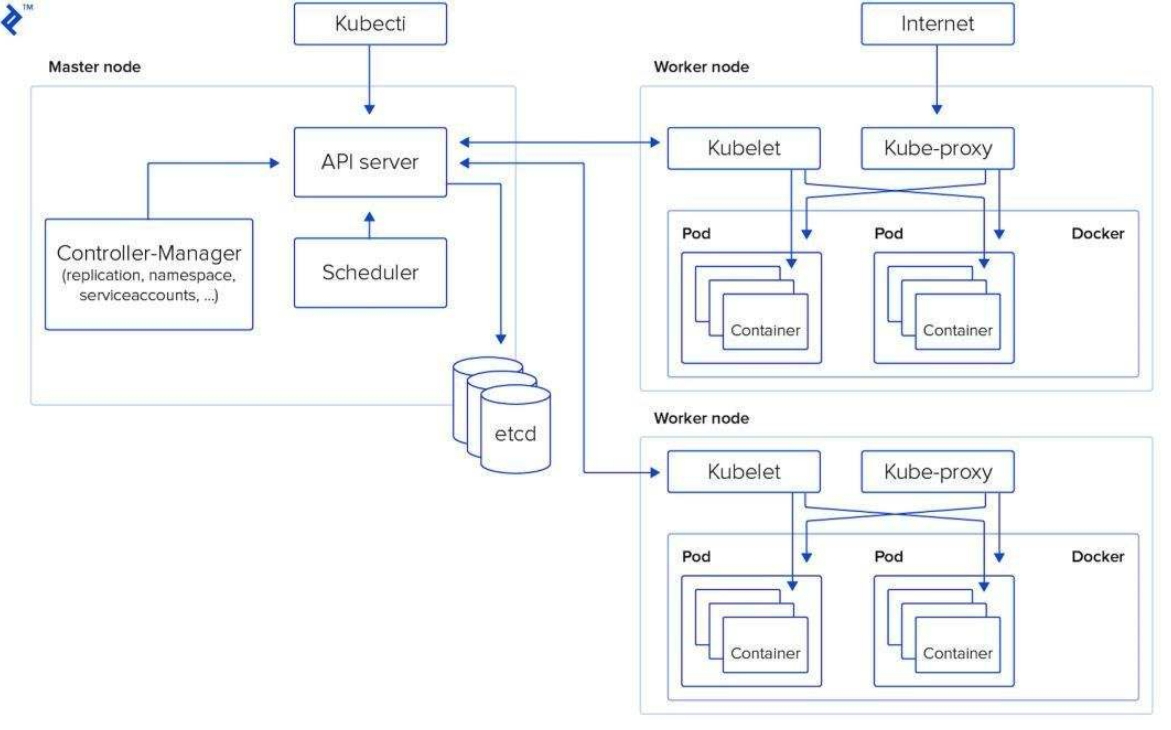 ™
Kubecti
Internet
Master node
Worker node
API server
Kubelet
Kube-proxy
Controller-Manager
(replication, namespace,
serviceaccounts, ...)
Scheduler
Pod
Pod
Docker
Container
Container
etcd
Worker node
Kubelet
Kube-proxy
Pod
Pod
Docker
Container
Container